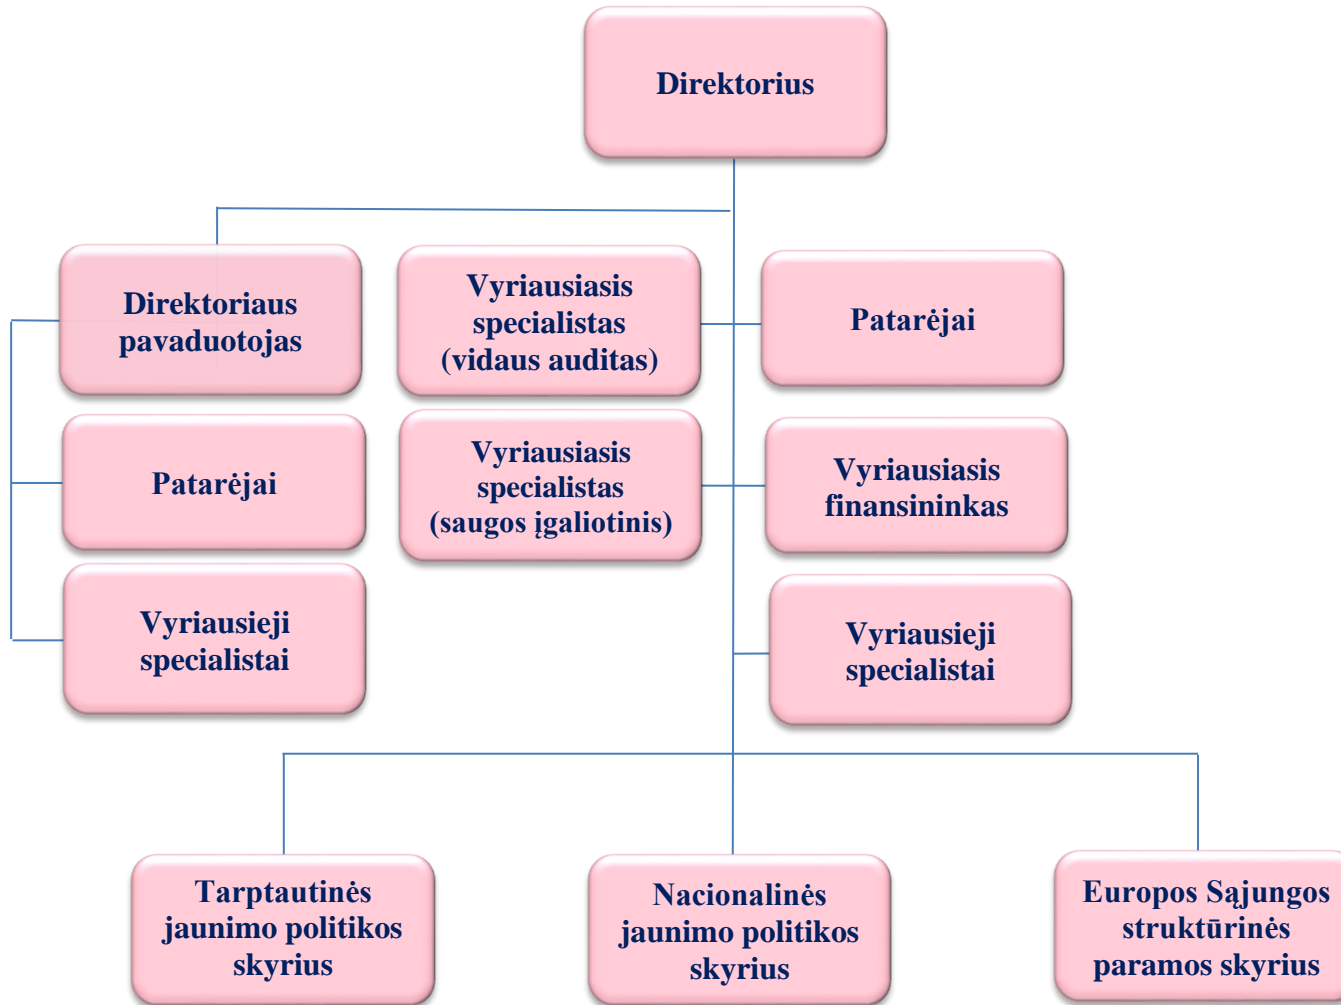 Direktorius
Direktoriaus
pavaduotojas
Vyriausiasis
specialistas
(vidaus auditas)
Patarėjai
Patarėjai
Vyriausiasis
specialistas
(saugos įgaliotinis)
Vyriausiasis
finansininkas
Vyriausieji
specialistai
Vyriausieji
specialistai
Tarptautinės
jaunimo politikos
skyrius
Nacionalinės
jaunimo politikos
skyrius
Europos Sąjungos
struktūrinės
paramos skyrius